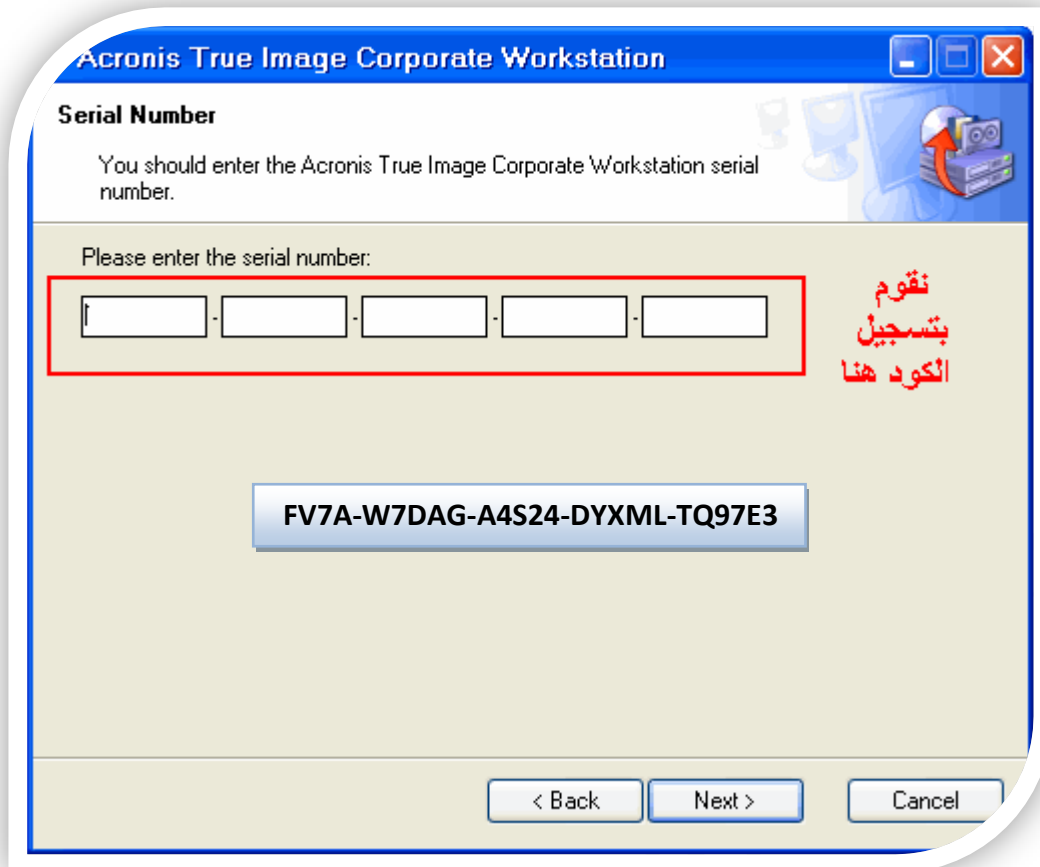 Acronis True Image Corporate Workstation
Serial Number
You should enter the Acronis True Image Corporate Workstation serial
number.
Please enter the serial number:
- - - -
نقوم
بتسجيل
الكود هنا
FV7A-W7DAG-A4S24-DYXML-TQ97E3
< Back Next > Cancel